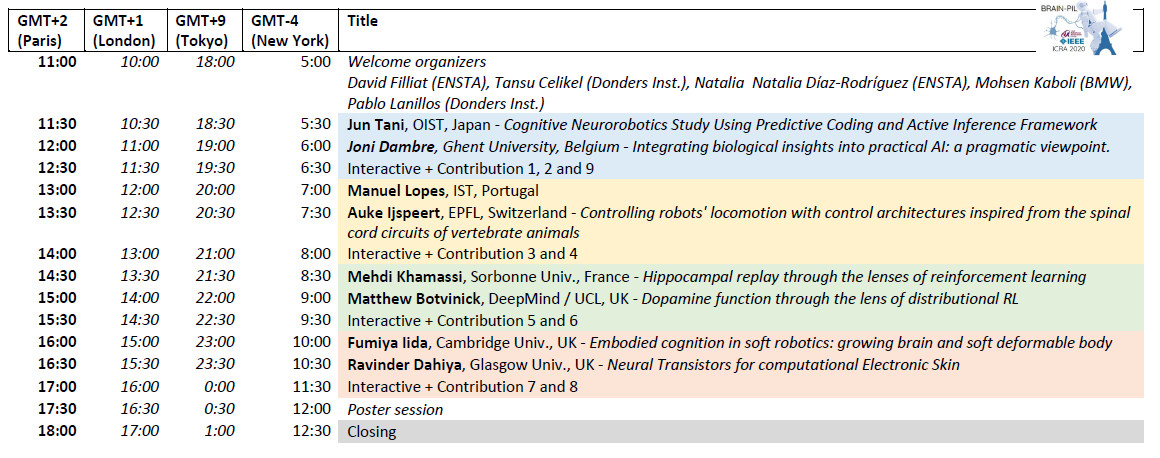 GMT+2 GMT+1 GMT+9 GMT-4 Title
(Paris) (London) (Tokyo) (New York)
BRAIN-PIL
IEEE
ICRA 2020
11:00 10:00 18:00 5:00 Welcome organizers
David Filliat (ENSTA), Tansu Celikel (Donders Inst.), Natalia Natalia Díaz-Rodríguez (ENSTA), Mohsen Kaboli (BMW),
Pablo Lanillos (Donders Inst.)
11:30 10:30 18:30 5:30 Jun Tani, OIST, Japan - Cognitive Neurorobotics Study Using Predictive Coding and Active Inference Framework
12:00 11:00 19:00 6:00 Joni Dambre, Ghent University, Belgium - Integrating biological insights into practical AI: a pragmatic viewpoint.
12:30 11:30 19:30 6:30 Interactive + Contribution 1, 2 and 9
13:00 12:00 20:00 7:00 Manuel Lopes, IST, Portugal
13:30 12:30 20:30 7:30 Auke Ijspeert, EPFL, Switzerland - Controlling robots' locomotion with control architectures inspired from the spinal
cord circuits of vertebrate animals
14:00 13:00 21:00 8:00 Interactive + Contribution 3 and 4
14:30 13:30 21:30 8:30 Mehdi Khamassi, Sorbonne Univ., France - Hippocampal replay through the lenses of reinforcement learning
15:00 14:00 22:00 9:00 Matthew Botvinick, DeepMind / UCL, UK - Dopamine function through the lens of distributional RL
15:30 14:30 22:30 9:30 Interactive + Contribution 5 and 6
16:00 15:00 23:00 10:00 Fumiya Iida, Cambridge Univ., UK - Embodied cognition in soft robotics: growing brain and soft deformable body
16:30 15:30 23:30 10:30 Ravinder Dahiya, Glasgow Univ., UK - Neural Transistors for computational Electronic Skin
17:00 16:00 0:00 11:30 Interactive + Contribution 7 and 8
17:30 16:30 0:30 12:00 Poster session
18:00 17:00 1:00 12:30 Closing